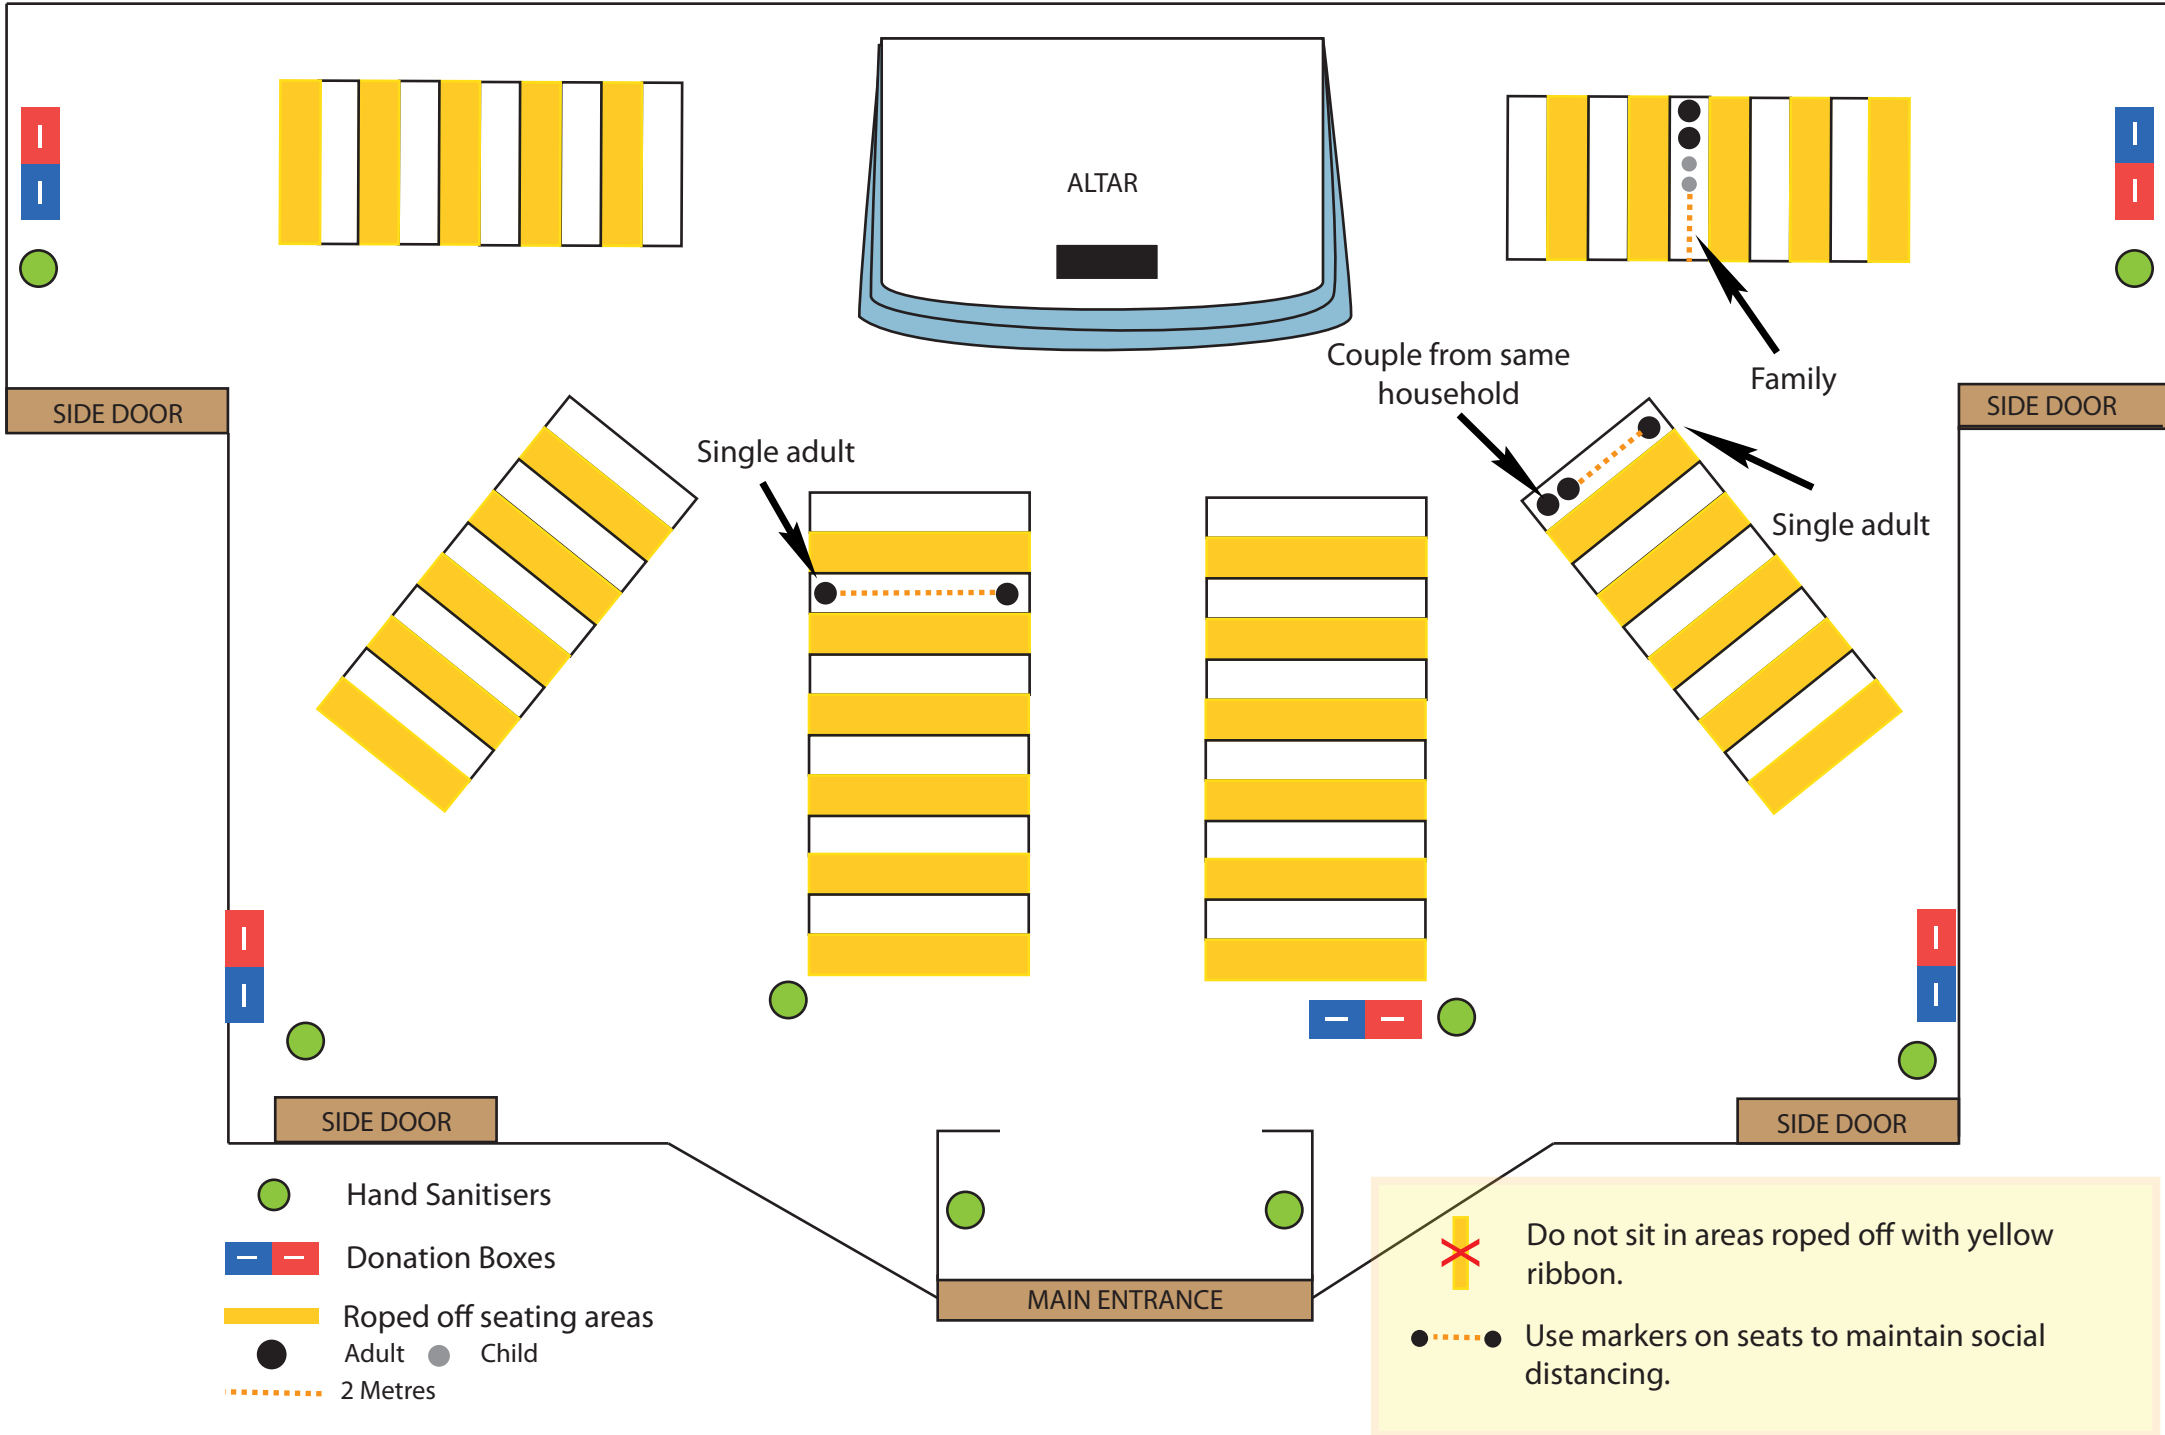 ALTAR
Couple from same
household
Family
SIDE DOOR
SIDE DOOR
Single adult
Single adult
SIDE DOOR
SIDE DOOR
Hand Sanitisers
Donation Boxes
Roped off seating areas
Adult
Child
2 Metres
MAIN ENTRANCE
Do not sit in areas roped off with yellow
ribbon.
Use markers on seats to maintain social
distancing.